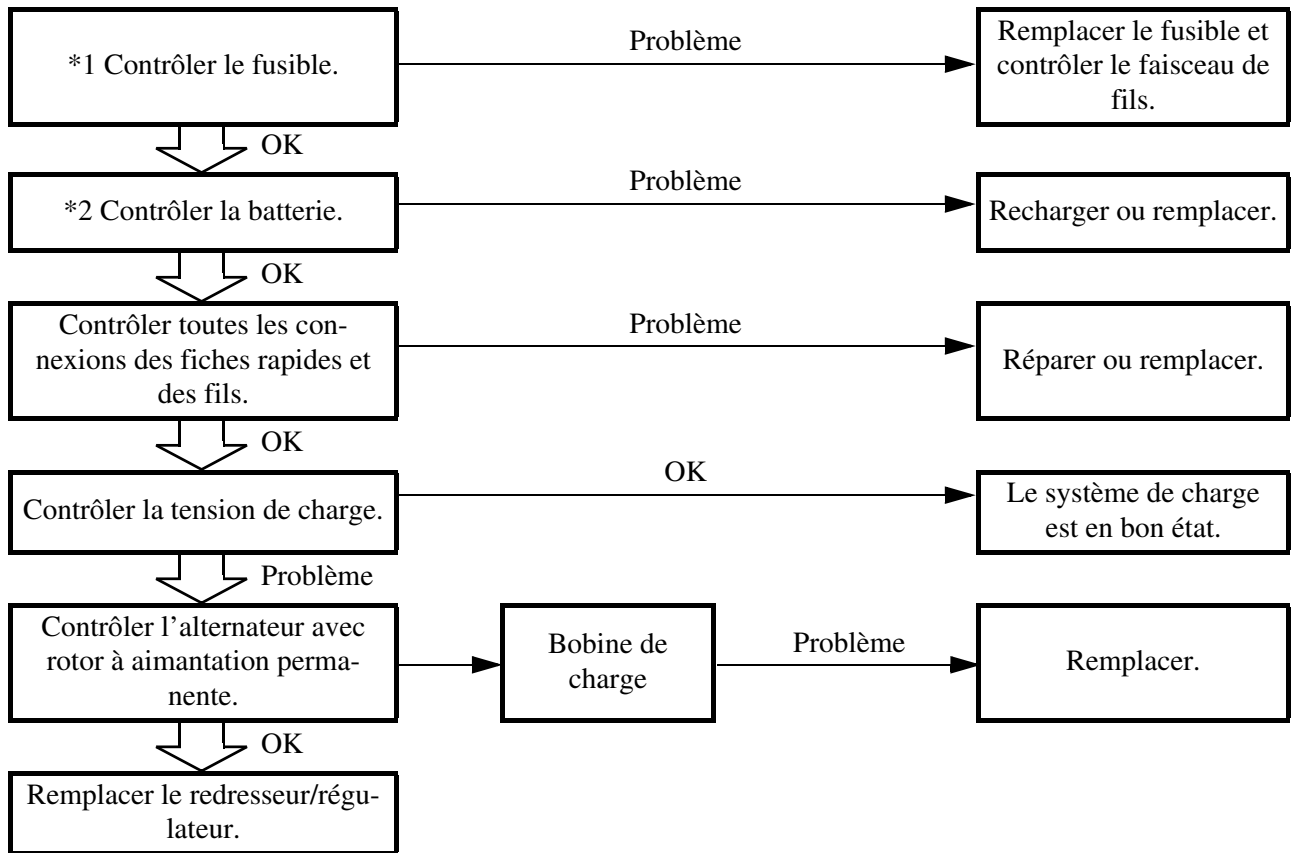 *1 Contrôler le fusible.
Problème
Remplacer le fusible et
contrôler le faisceau de
fils.
OK
*2 Contrôler la batterie.
Problème
Recharger ou remplacer.
OK
Contrôler toutes les con-
nexions des fiches rapides et
des fils.
Problème
Réparer ou remplacer.
OK
Contrôler la tension de charge.
OK
Le système de charge
est en bon état.
Problème
Contrôler l’alternateur avec
rotor à aimantation perma-
nente.
Bobine de
charge
Problème
Remplacer.
OK
Remplacer le redresseur/régu-
lateur.